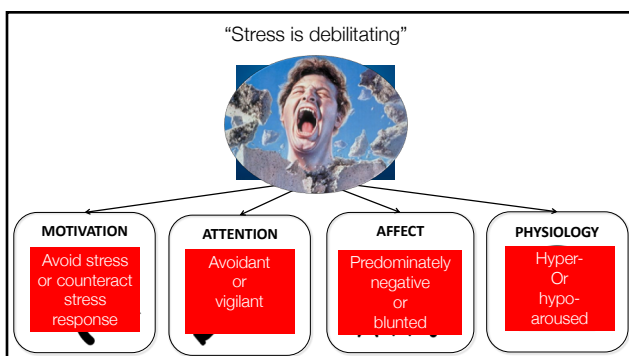 “Stress is debilitating”
MOTIVATION
Avoid stress
or counteract
stress
response
ATTENTION
Avoidant
or
vigilant
AFFECT
Predominately
negative
or
blunted
PHYSIOLOGY
Hyper-
Or
hypo-
aroused